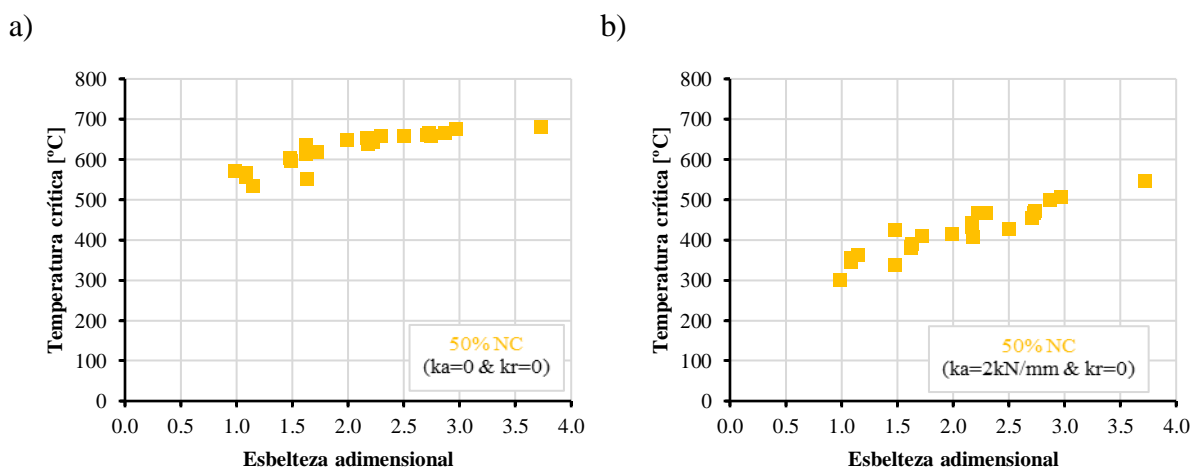 a)
Temperatura crítica [ºC]
800
700
600
500
400
300
200
100
0
50% NC
(ka=0 & kr=0)
0.0 0.5 1.0 1.5 2.0 2.5 3.0 3.5 4.0
Esbelteza adimensional
b)
Temperatura crítica [ºC]
800
700
600
500
400
300
200
100
0
50% NC
(ka=2kN/mm & kr=0)
0.0 0.5 1.0 1.5 2.0 2.5 3.0 3.5 4.0
Esbelteza adimensional